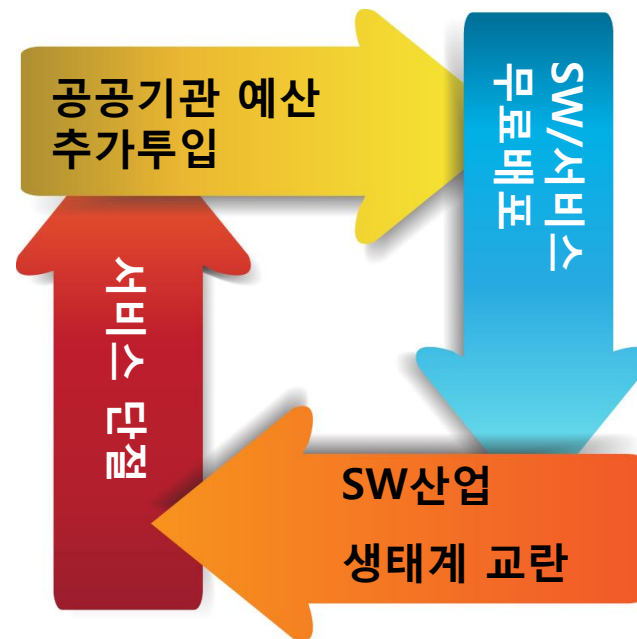 공공기관 예산
추가투입
SW/서비스
무료배포
SW산업
생태계 교란
서비스 단절